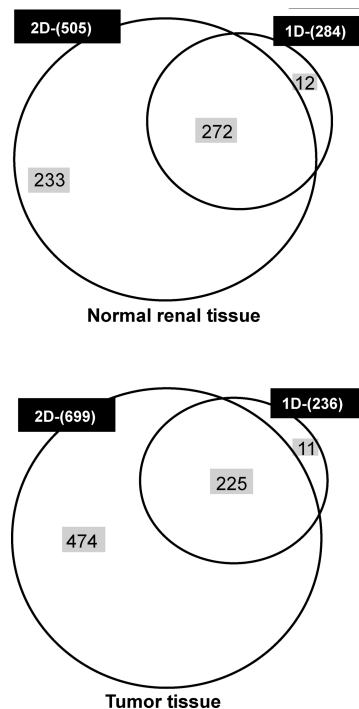 2D-(505)
1D-(284)
12
272
233
Normal renal tissue
2D-(699)
1D-(236)
11
225
474
Tumor tissue